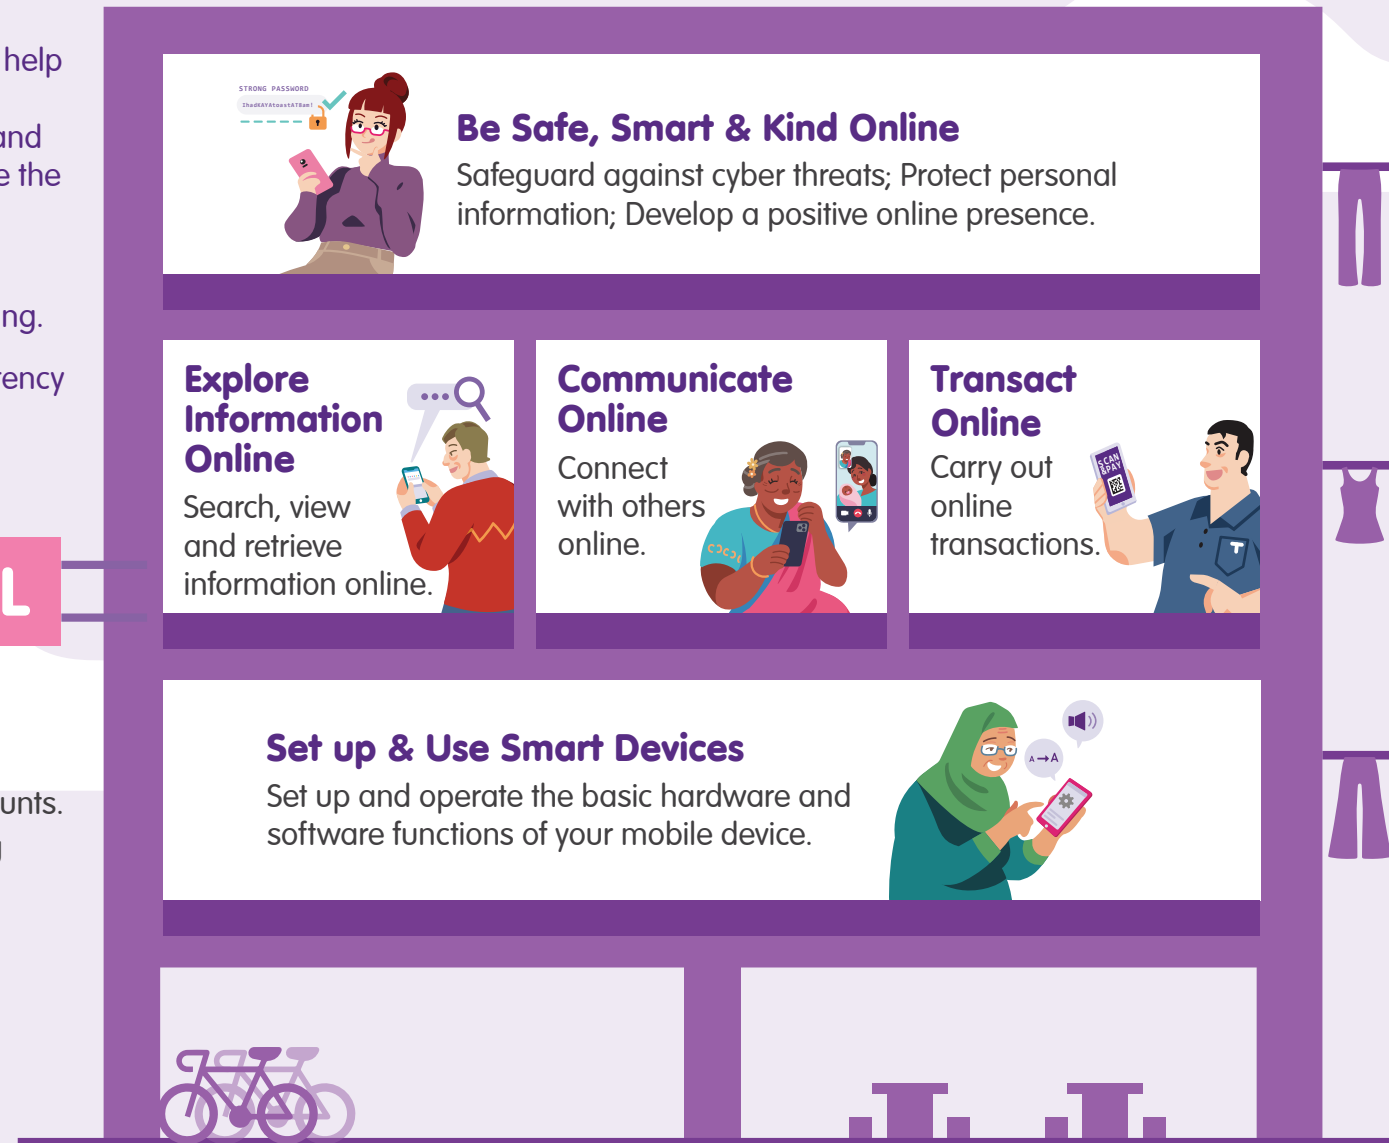 help
and
e the
ng.
rency
L
unts.
STRONG PASSWORD
IhadKAYAtoastAT8am!
Be Safe, Smart & Kind Online
Safeguard against cyber threats; Protect personal
information; Develop a positive online presence.
Explore
Information
Online
Search, view
and retrieve
information online.
Communicate
Online
Connect
with others
online.
Transact
Online
Carry out
online
transactions.
SCAN
&PAY
T
Set up & Use Smart Devices
Set up and operate the basic hardware and
software functions of your mobile device.
A→A